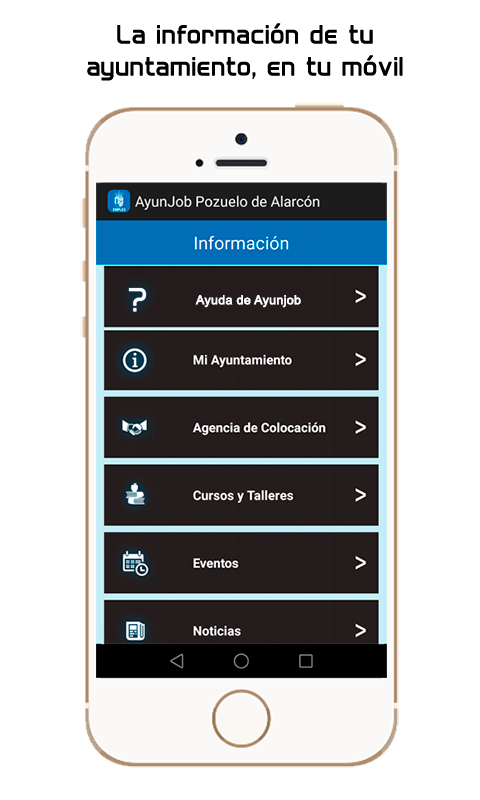 La información de tu
ayuntamiento, en tu móvil
AyunJob Pozuelo de Alarcón
Información
Ayuda de Ayunjob
Mi Ayuntamiento
Agencia de Colocación
Cursos y Talleres
Eventos
Noticias